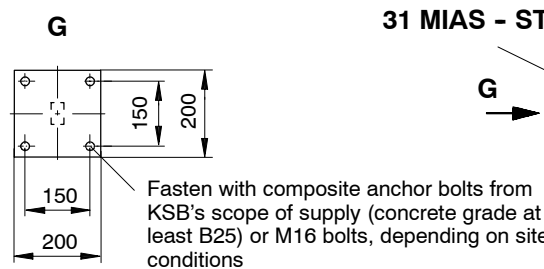 G
31 MIAS - ST
G
150
200
150
200
Fasten with composite anchor bolts from
KSB's scope of supply (concrete grade at
least B25) or M16 bolts, depending on site
conditions